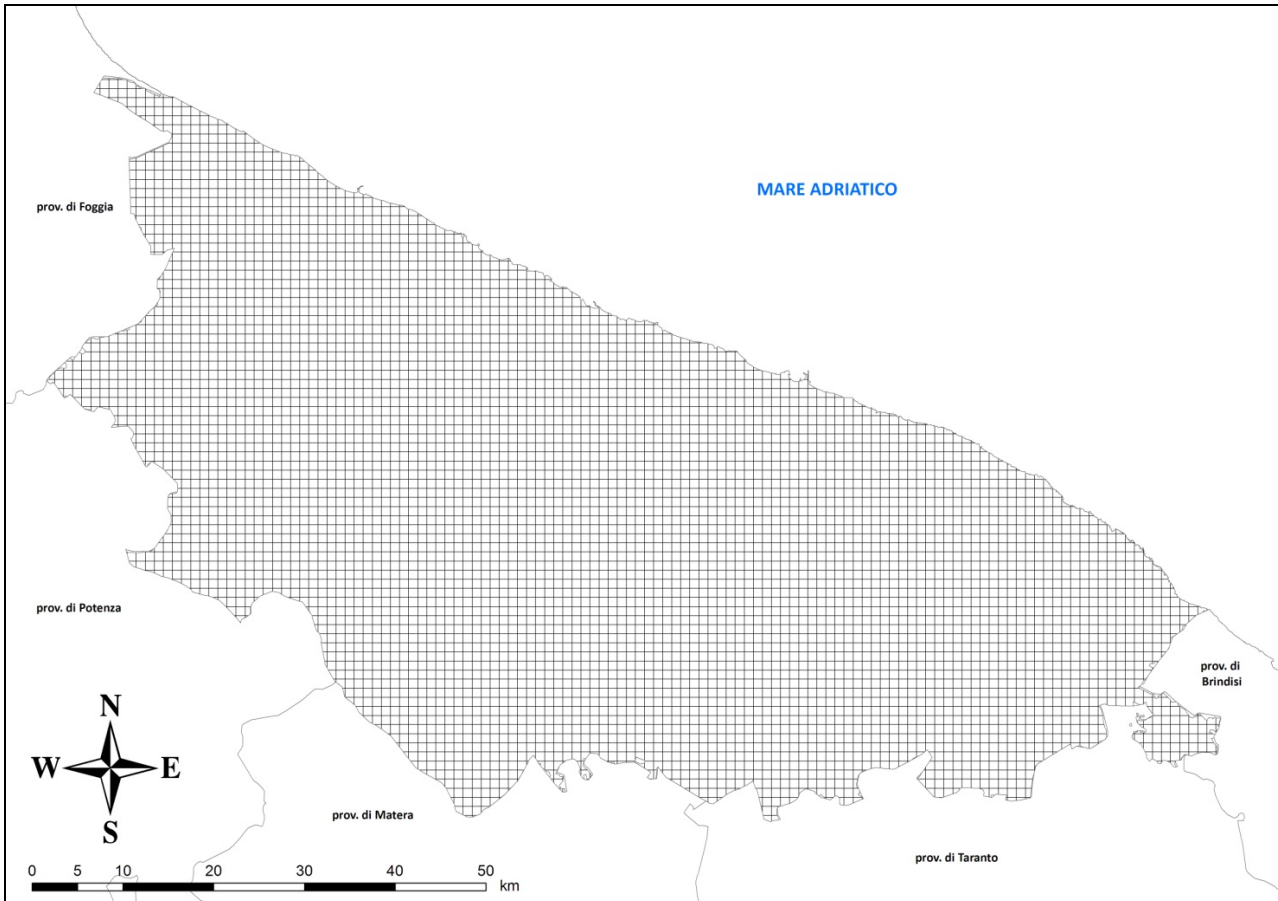 MARE ADRIATICO
prov. di Foggia
prov. di Potenza
prov. di
Brindisi
N
W E
S
prov. di Matera
prov. di Taranto
0 5 10 20 30 40 50
km